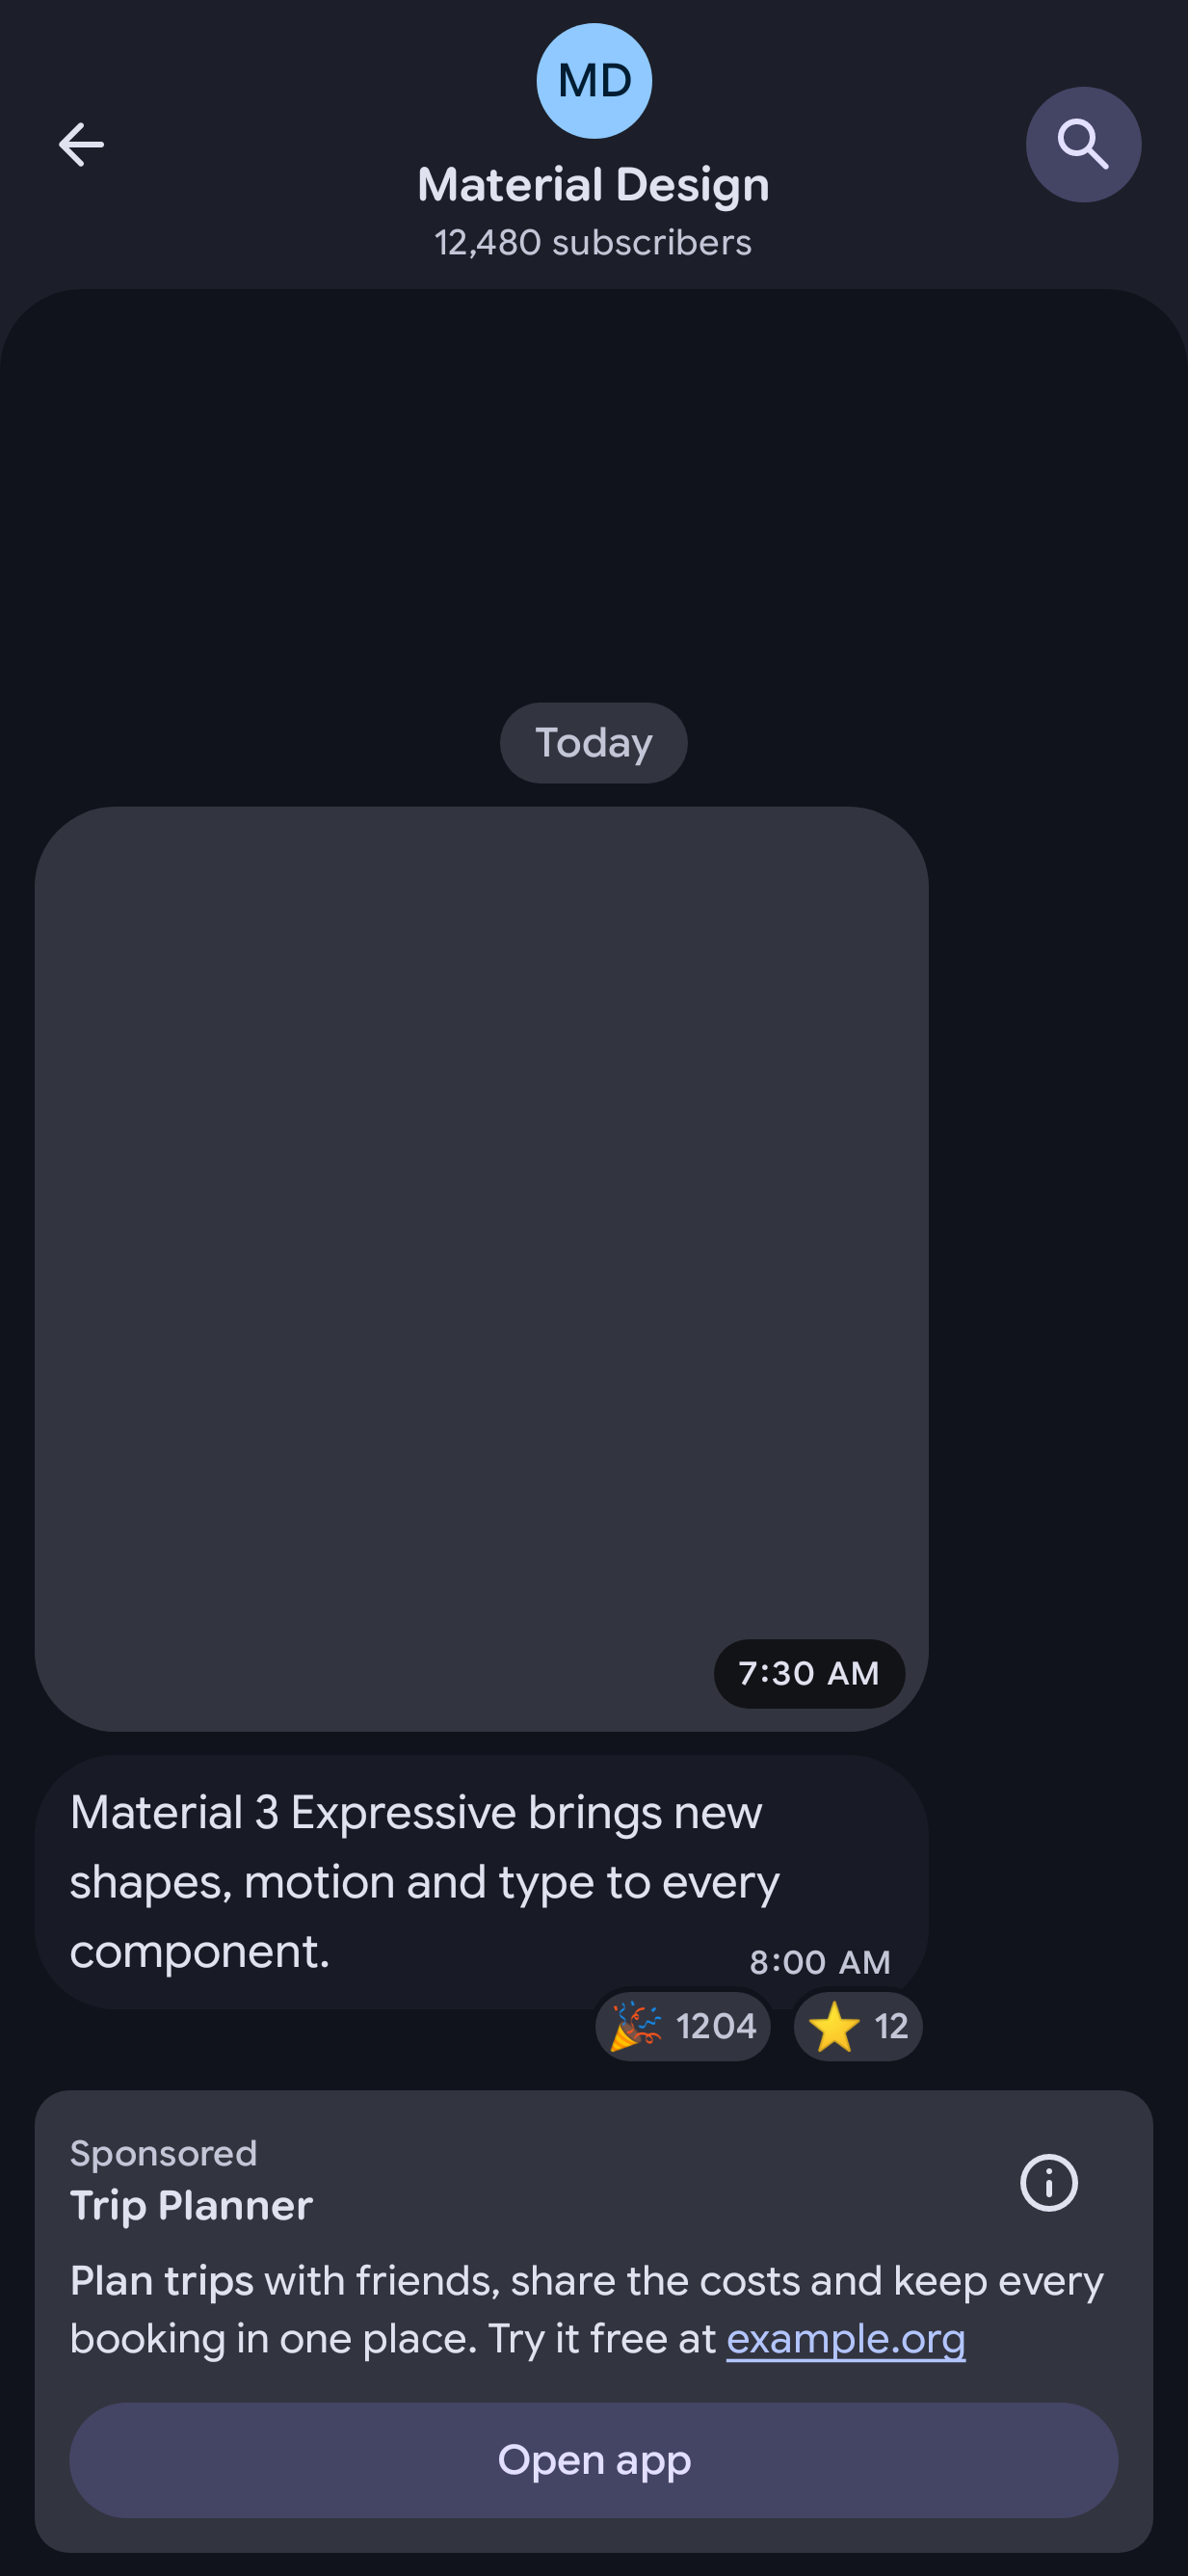 MD
Material Design
12,480 subscribers
Today
7:30 AM
Material 3 Expressive brings new
shapes, motion and type to every
component.
8:00 AM
🎉 1204
⭐ 12
Sponsored
Trip Planner
Plan trips with friends, share the costs and keep every
booking in one place. Try it free at example.org
Open app